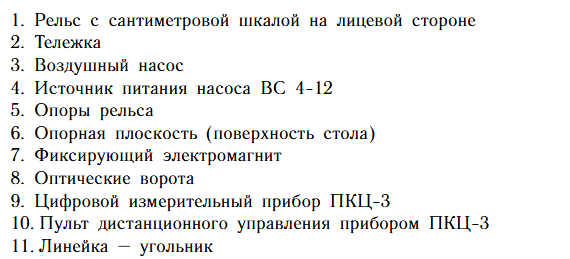 1. Рельс с сантиметровой шкалой на лицевой стороне
2. Тележка
3. Воздушный насос
4. Источник питания насоса ВС 4-12
5. Опоры рельса
6. Опорная плоскость (поверхность стола)
7. Фиксирующий электромагнит
8. Оптические ворота
9. Цифровой измерительный прибор ПКЦ-3
10. Пульт дистанционного управления прибором ПКЦ-3
11. Линейка – угольник